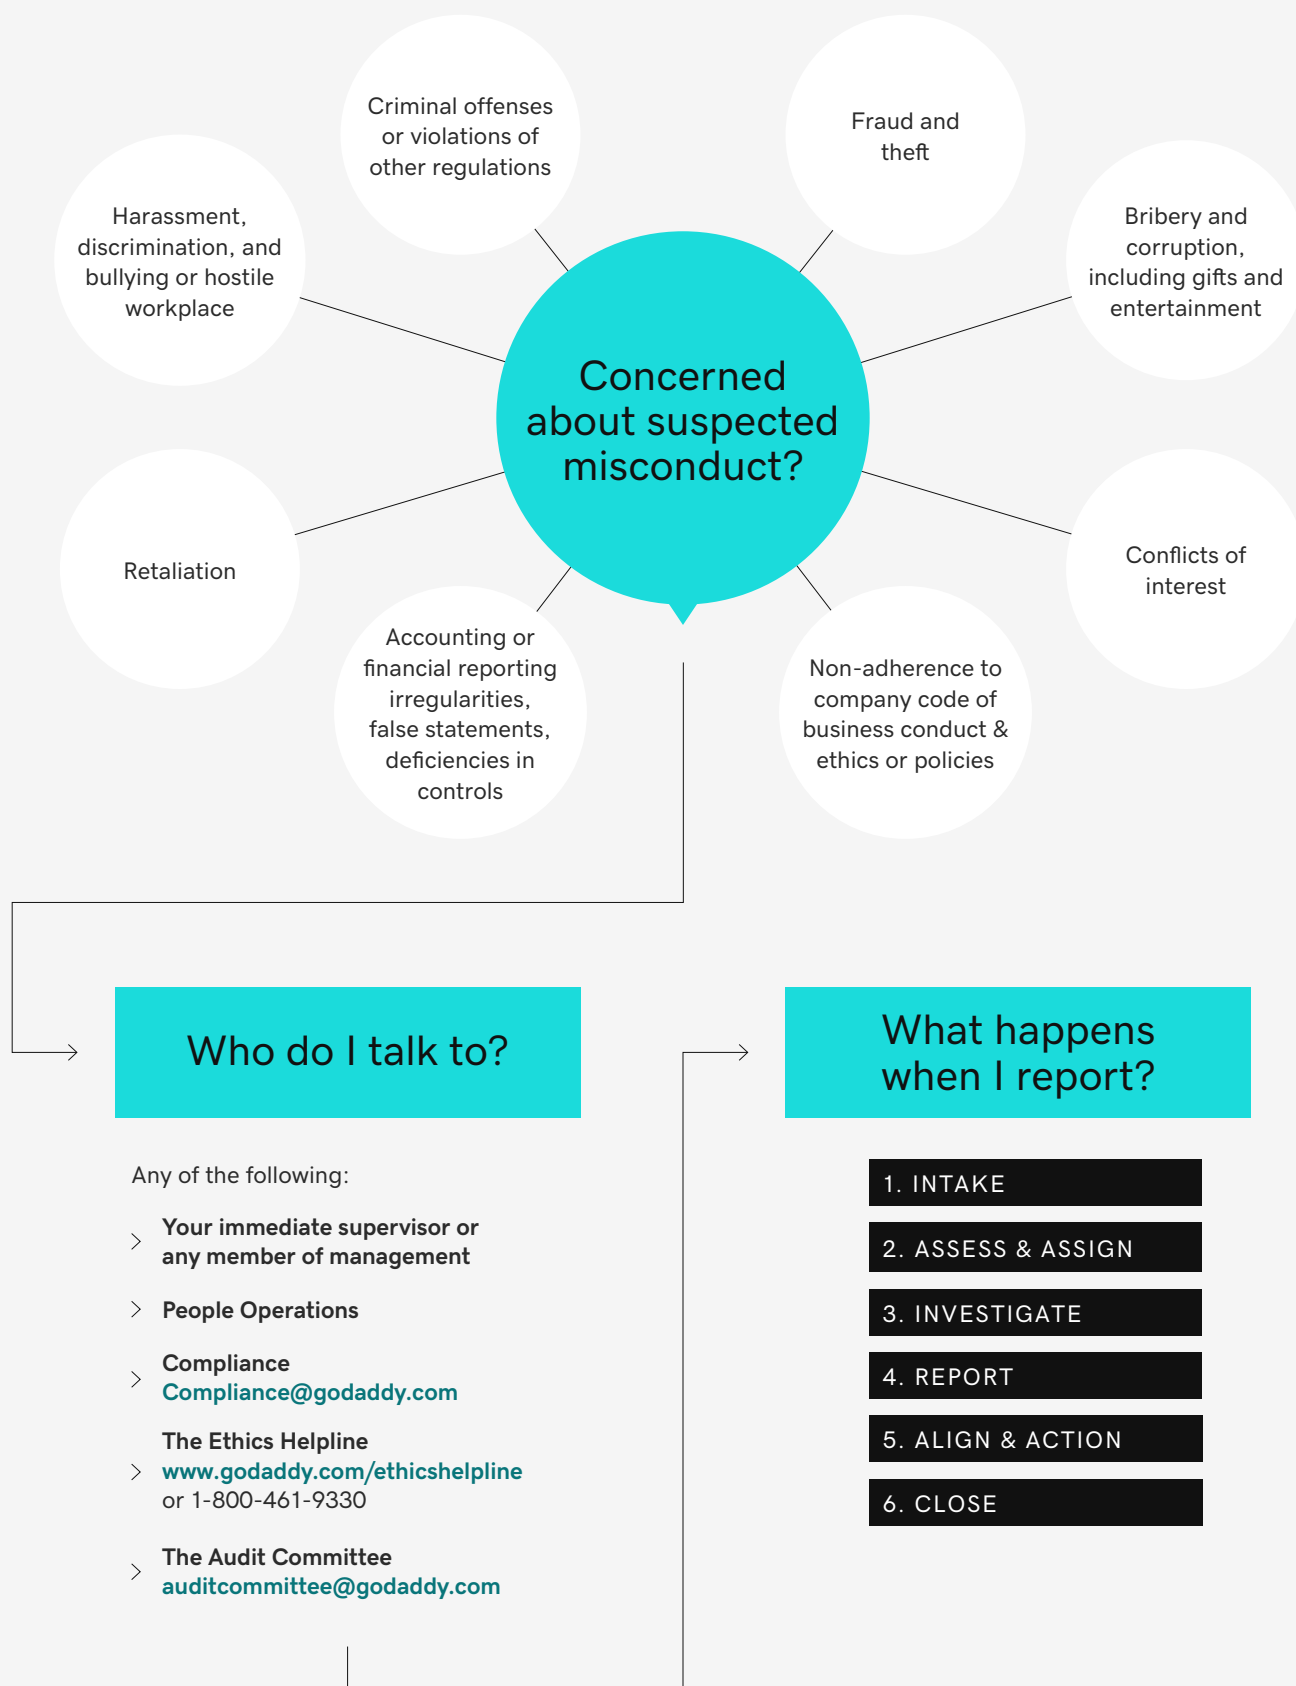 Criminal offenses
or violations of
other regulations
Fraud and
theft
Harassment,
discrimination, and
bullying or hostile
workplace
Bribery and
corruption,
including gifts and
entertainment
Concerned
about suspected
misconduct?
Retaliation
Conflicts of
interest
Accounting or
financial reporting
irregularities,
false statements,
deficiencies in
controls
Non-adherence to
company code of
business conduct &
ethics or policies
Who do I talk to?
Any of the following:
Your immediate supervisor or
any member of management
People Operations
Compliance
Compliance@godaddy.com
The Ethics Helpline
www.godaddy.com/ethicshelpline
or 1-800-461-9330
The Audit Committee
auditcommittee@godaddy.com
What happens
when I report?
1. INTAKE
2. ASSESS & ASSIGN
3. INVESTIGATE
4. REPORT
5. ALIGN & ACTION
6. CLOSE